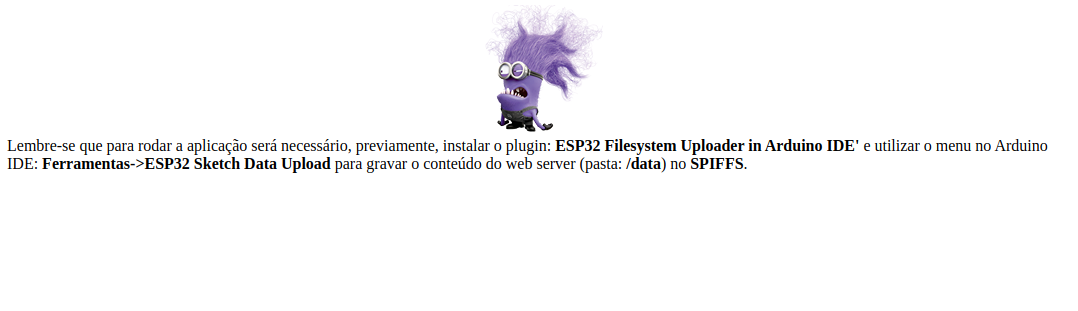 Lembre-se que para rodar a aplicação será necessário, previamente, instalar o plugin: ESP32 Filesystem Uploader in Arduino IDE' e utilizar o menu no Arduino
IDE: Ferramentas->ESP32 Sketch Data Upload para gravar o conteúdo do web server (pasta: /data) no SPIFFS.